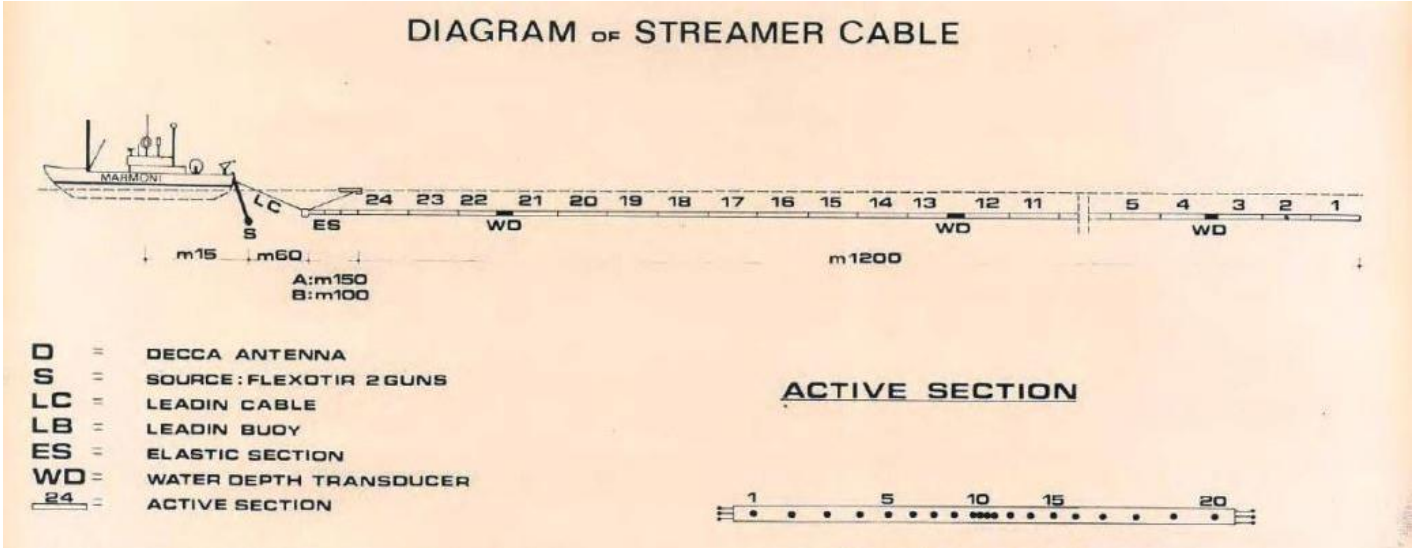 DIAGRAM OF STREAMER CABLE
MARMONI
LC
24 23 22 21 20 19 18 17 16 15 14 13 12 11 5 4 3 2 1
S
ES
WD
WD
WD
m15
m60
m1200
A:m150
B:m100
D = DECCA ANTENNA
S = SOURCE: FLEXOTIR 2 GUNS
LC = LEADIN CABLE
LB = LEADIN BUOY
ES = ELASTIC SECTION
WD = WATER DEPTH TRANSDUCER
24 = ACTIVE SECTION
ACTIVE SECTION
1 5 10 15 20